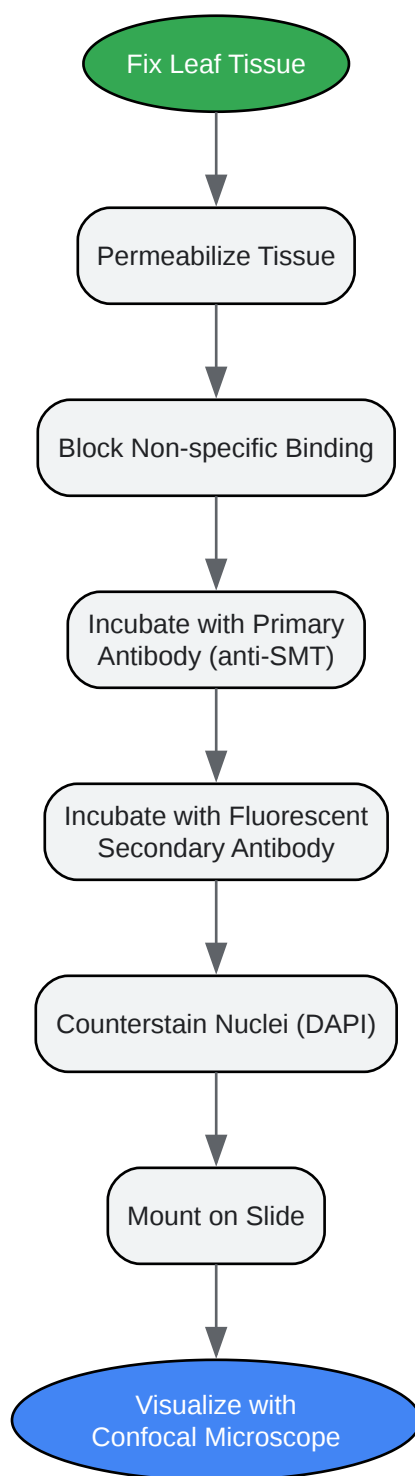 Fix Leaf Tissue
Permeabilize Tissue
Block Non-specific Binding
Incubate with Primary
Antibody (anti-SMT)
Incubate with Fluorescent
Secondary Antibody
Counterstain Nuclei (DAPI)
Mount on Slide
Visualize with
Confocal Microscope